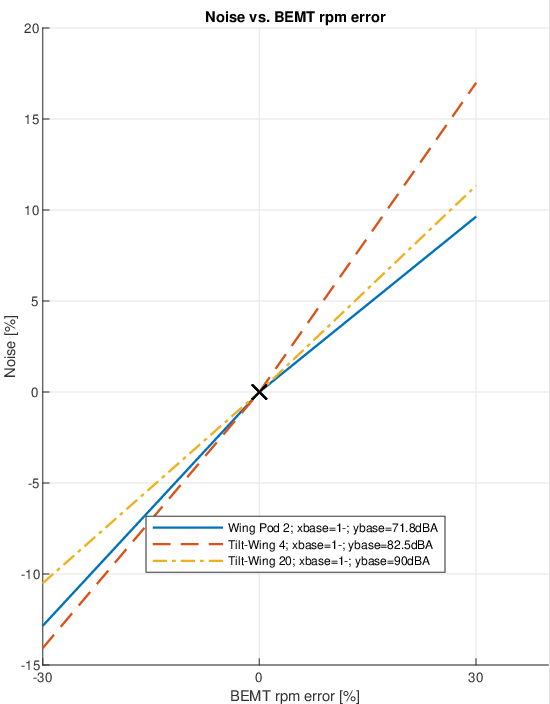 Noise vs. BEMT rpm error
20
15
10
5
0
-5
-10
-15
Noise [%]
Wing Pod 2; xbase=1-; ybase=71.8dBA
Tilt-Wing 4; xbase=1-; ybase=82.5dBA
Tilt-Wing 20; xbase=1-; ybase=90dBA
-30
0
30
BEMT rpm error [%]